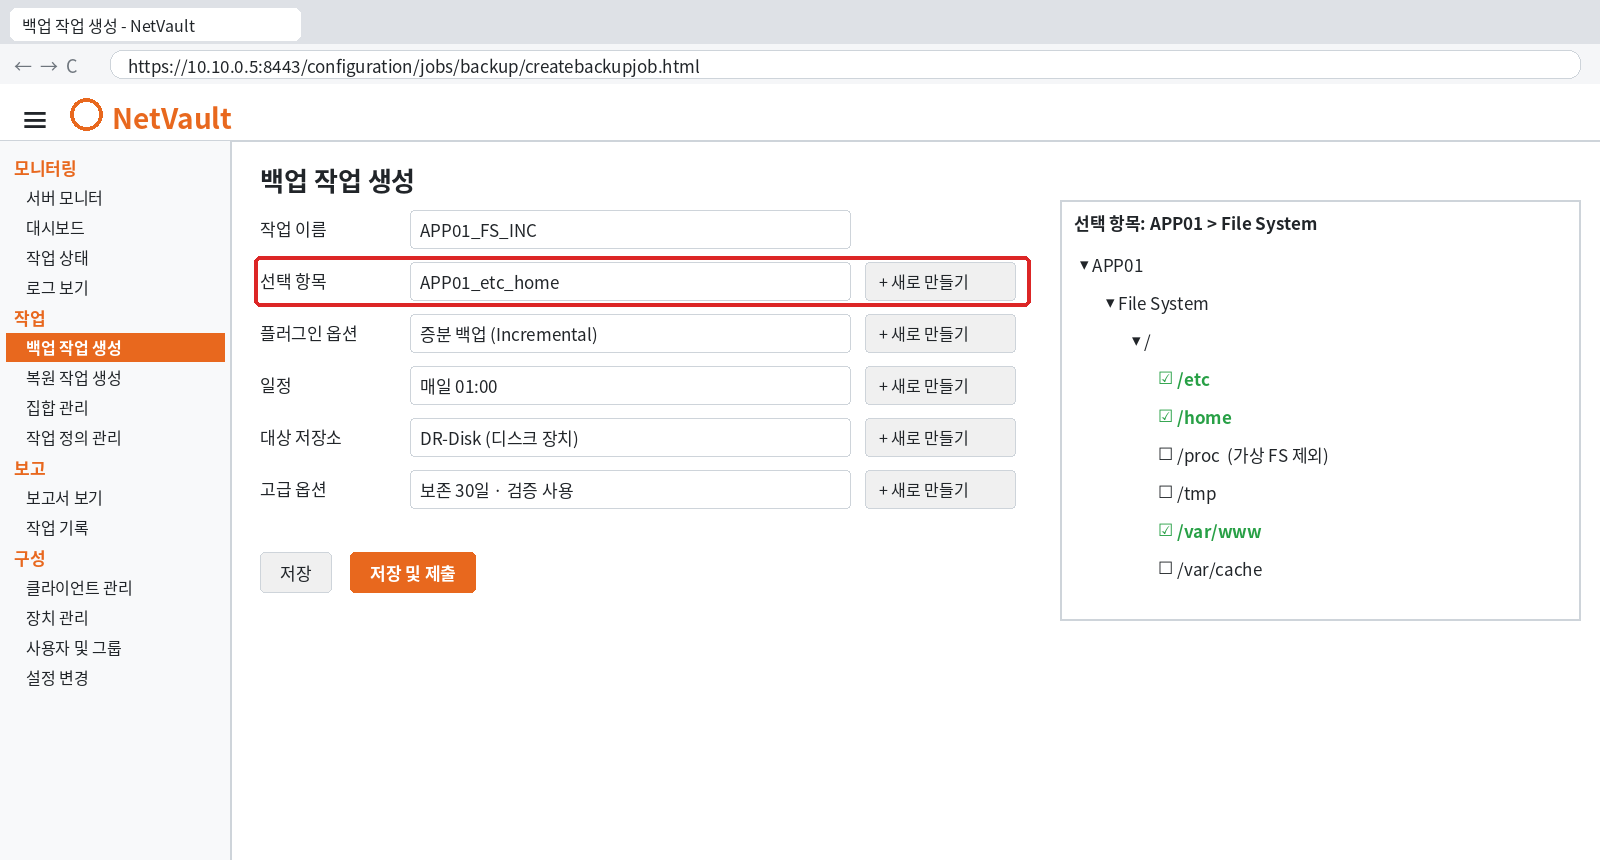 백업 작업 생성 - NetVault
← → C https://10.10.0.5:8443/configuration/jobs/backup/createbackupjob.html
NetVault
모니터링
서버 모니터
대시보드
작업 상태
로그 보기
작업
백업 작업 생성
복원 작업 생성
집합 관리
작업 정의 관리
보고
보고서 보기
작업 기록
구성
클라이언트 관리
장치 관리
사용자 및 그룹
설정 변경
백업 작업 생성
작업 이름 APP01_FS_INC
선택 항목 APP01_etc_home + 새로 만들기
플러그인 옵션 증분 백업 (Incremental) + 새로 만들기
일정 매일 01:00 + 새로 만들기
대상 저장소 DR-Disk (디스크 장치) + 새로 만들기
고급 옵션 보존 30일 · 검증 사용 + 새로 만들기
저장 저장 및 제출
선택 항목: APP01 > File System
▾ APP01
▾ File System
▾ /
☑ /etc
☑ /home
☐ /proc (가상 FS 제외)
☐ /tmp
☑ /var/www
☐ /var/cache